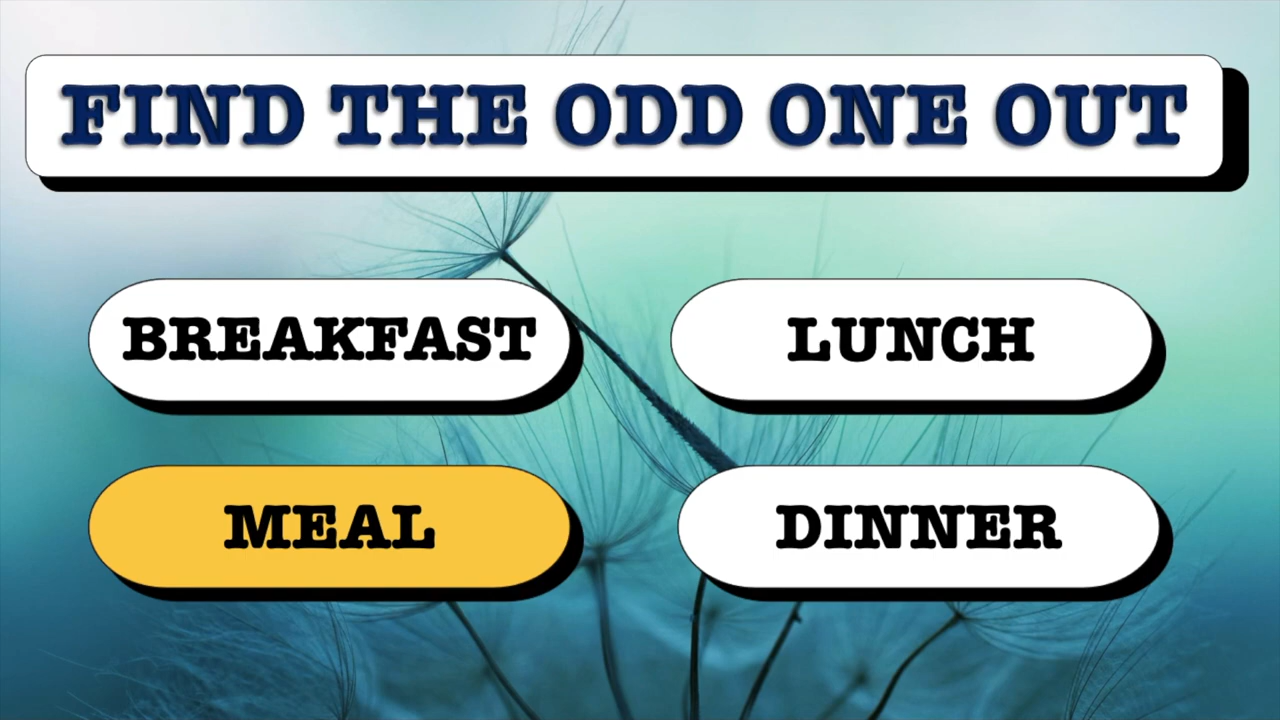 FIND THE ODD ONE OUT
BREAKFAST
LUNCH
MEAL
DINNER